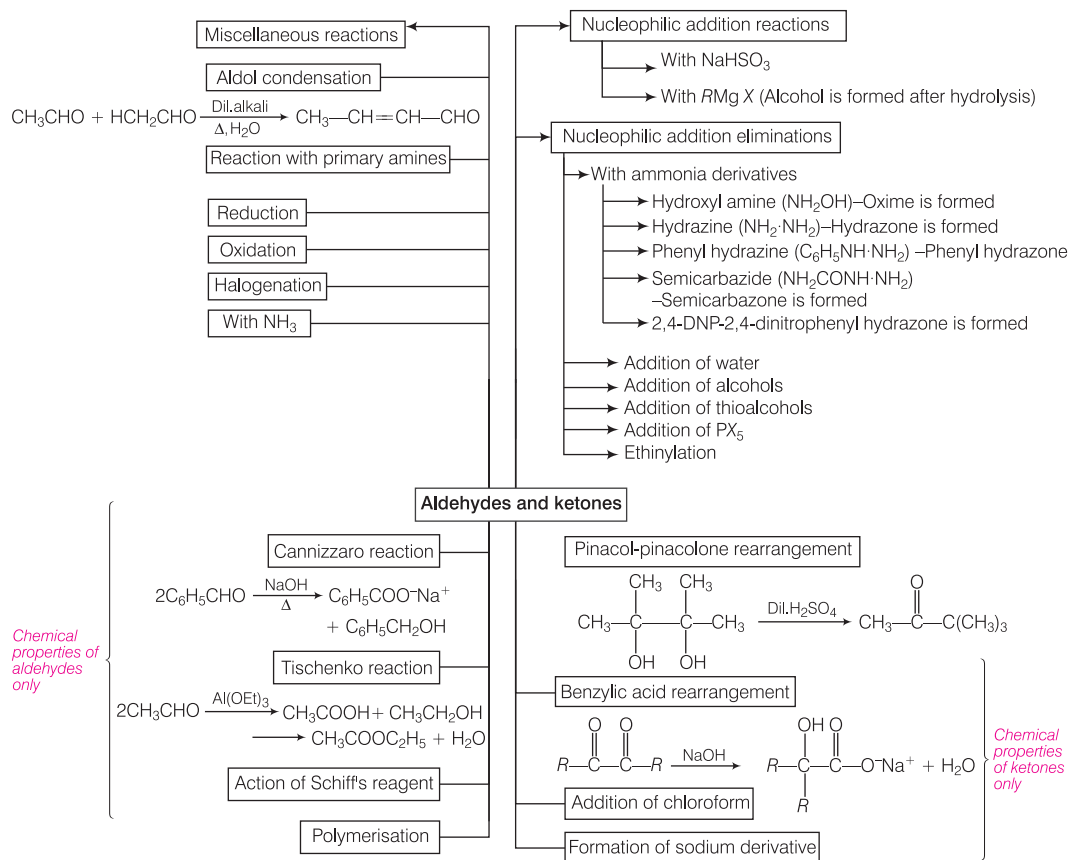 Miscellaneous reactions
Aldol condensation
CH₃CHO + HCH₂CHO Dil.alkali Δ, H₂O CH₃—CH=CH—CHO
Reaction with primary amines
Reduction
Oxidation
Halogenation
With NH₃
Nucleophilic addition reactions
With NaHSO₃
With RMg X (Alcohol is formed after hydrolysis)
Nucleophilic addition eliminations
With ammonia derivatives
Hydroxyl amine (NH₂OH)–Oxime is formed
Hydrazine (NH₂·NH₂)–Hydrazone is formed
Phenyl hydrazine (C₆H₅NH·NH₂) –Phenyl hydrazone
Semicarbazide (NH₂CONH·NH₂)
–Semicarbazone is formed
2,4-DNP-2,4-dinitrophenyl hydrazone is formed
Addition of water
Addition of alcohols
Addition of thioalcohols
Addition of PX₅
Ethinylation
Aldehydes and ketones
Chemical
properties of
aldehydes
only
Cannizzaro reaction
2C₆H₅CHO NaOH Δ C₆H₅COO⁻Na⁺
+ C₆H₅CH₂OH
Tischenko reaction
2CH₃CHO Al(OEt)₃ CH₃COOH + CH₃CH₂OH
CH₃COOC₂H₅ + H₂O
Action of Schiff's reagent
Polymerisation
Pinacol-pinacolone rearrangement
CH₃ CH₃ O
CH₃—C—C—CH₃ Dil.H₂SO₄ CH₃—C—C(CH₃)₃
OH OH
Benzylic acid rearrangement
O O OH O
R—C—C—R NaOH R—C—C—O⁻Na⁺ + H₂O
R
Addition of chloroform
Formation of sodium derivative
Chemical
properties
of ketones
only